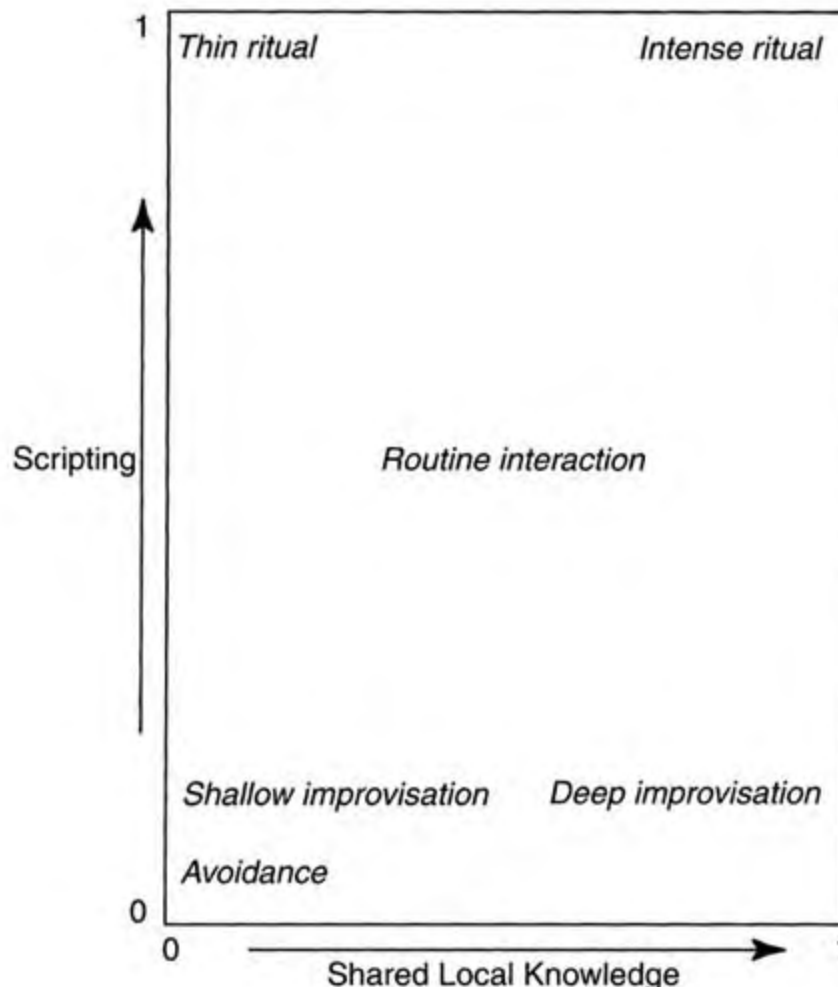 1
Thin ritual
Intense ritual
Scripting
Routine interaction
Shallow improvisation
Deep improvisation
Avoidance
0
0
Shared Local Knowledge